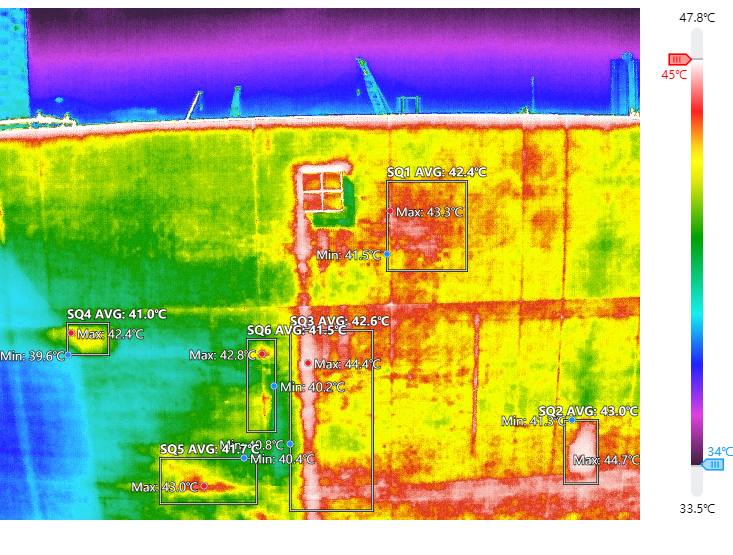 47.8℃
45℃
SQ1 AVG: 42.4℃
Max: 43.3℃
Min: 41.5℃
SQ4 AVG: 41.0℃
Max: 42.4℃
Min: 39.6℃
SQ3 AVG: 42.6℃
SQ6 AVG: 41.5℃
Max: 42.8℃
Max: 44.4℃
Min: 40.2℃
SQ2 AVG: 43.0℃
Min: 41.3℃
Min: 40.8℃
SQ5 AVG: 41.7℃
Min: 40.4℃
Max: 44.7℃
34℃
Max: 43.0℃
33.5℃